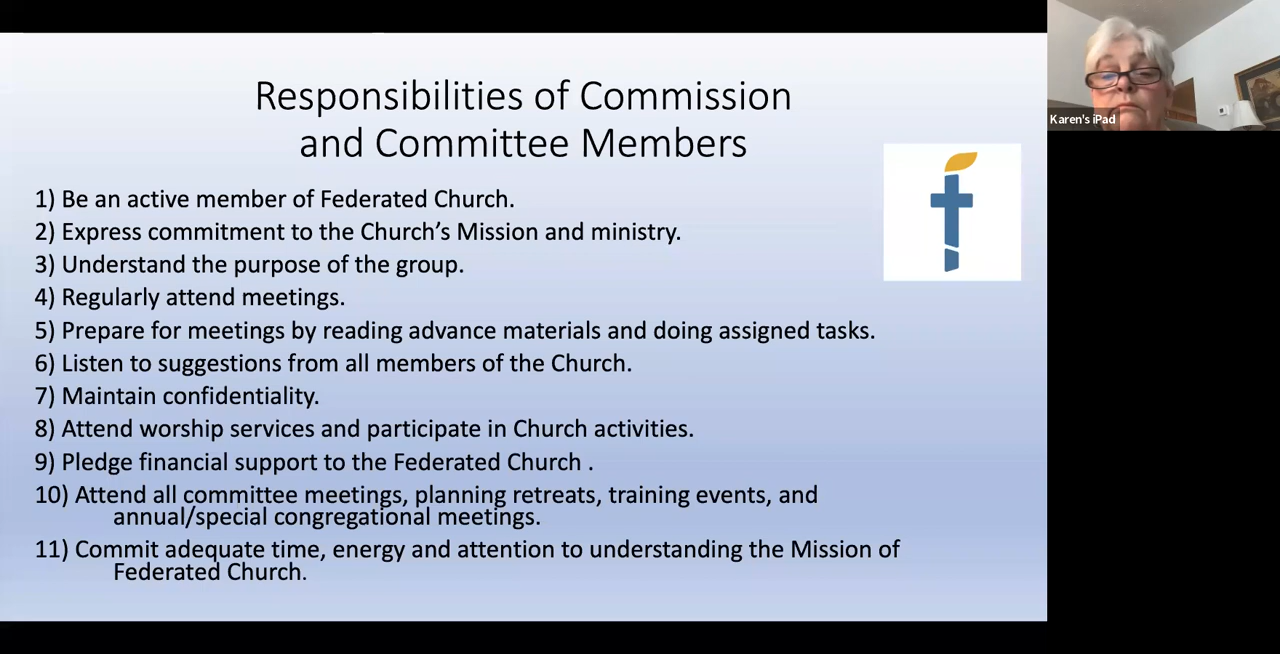 Responsibilities of Commission
and Committee Members
1) Be an active member of Federated Church.
2) Express commitment to the Church’s Mission and ministry.
3) Understand the purpose of the group.
4) Regularly attend meetings.
5) Prepare for meetings by reading advance materials and doing assigned tasks.
6) Listen to suggestions from all members of the Church.
7) Maintain confidentiality.
8) Attend worship services and participate in Church activities.
9) Pledge financial support to the Federated Church .
10) Attend all committee meetings, planning retreats, training events, and
annual/special congregational meetings.
11) Commit adequate time, energy and attention to understanding the Mission of
Federated Church.
Karen's iPad